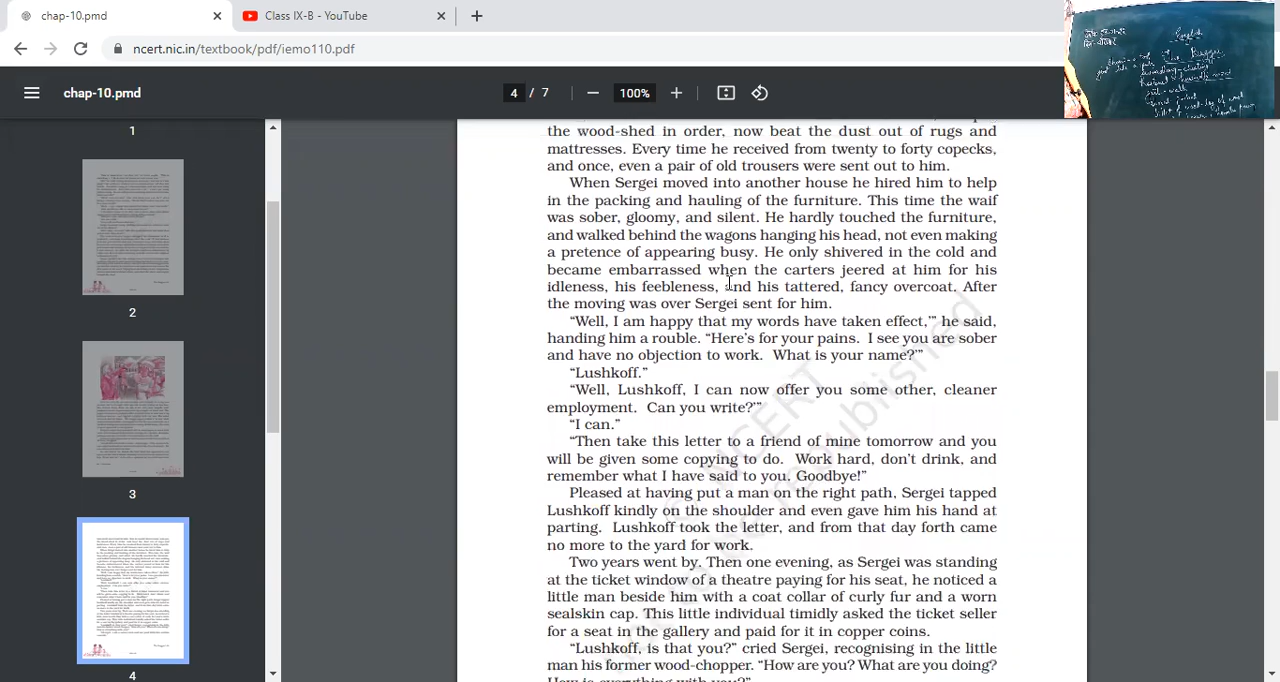 chap-10.pmd
Class IX-B - YouTube
ncert.nic.in/textbook/pdf/iemo110.pdf
chap-10.pmd
4 / 7
100%
English
The Beggar
1
2
3
4
the wood-shed in order, now beat the dust out of rugs and
mattresses. Every time he received from twenty to forty copecks,
and once, even a pair of old trousers were sent out to him.
When Sergei moved into another house he hired him to help
in the packing and hauling of the furniture. This time the waif
was sober, gloomy, and silent. He hardly touched the furniture,
and walked behind the wagons hanging his head, not even making
a pretence of appearing busy. He only shivered in the cold and
became embarrassed when the carters jeered at him for his
idleness, his feebleness, and his tattered, fancy overcoat. After
the moving was over Sergei sent for him.
“Well, I am happy that my words have taken effect,’” he said,
handing him a rouble. “Here’s for your pains. I see you are sober
and have no objection to work. What is your name?’”
“Lushkoff.”
“Well, Lushkoff, I can now offer you some other, cleaner
employment. Can you write?”
“I can.”
“Then take this letter to a friend of mine tomorrow and you
will be given some copying to do. Work hard, don’t drink, and
remember what I have said to you. Goodbye!”
Pleased at having put a man on the right path, Sergei tapped
Lushkoff kindly on the shoulder and even gave him his hand at
parting. Lushkoff took the letter, and from that day forth came
no more to the yard for work.
Two years went by. Then one evening, as Sergei was standing
at the ticket window of a theatre paying for his seat, he noticed a
little man beside him with a coat collar of curly fur and a worn
sealskin cap. This little individual timidly asked the ticket seller
for a seat in the gallery and paid for it in copper coins.
“Lushkoff, is that you?” cried Sergei, recognising in the little
man his former wood-chopper. “How are you? What are you doing?
How is everything with you?”